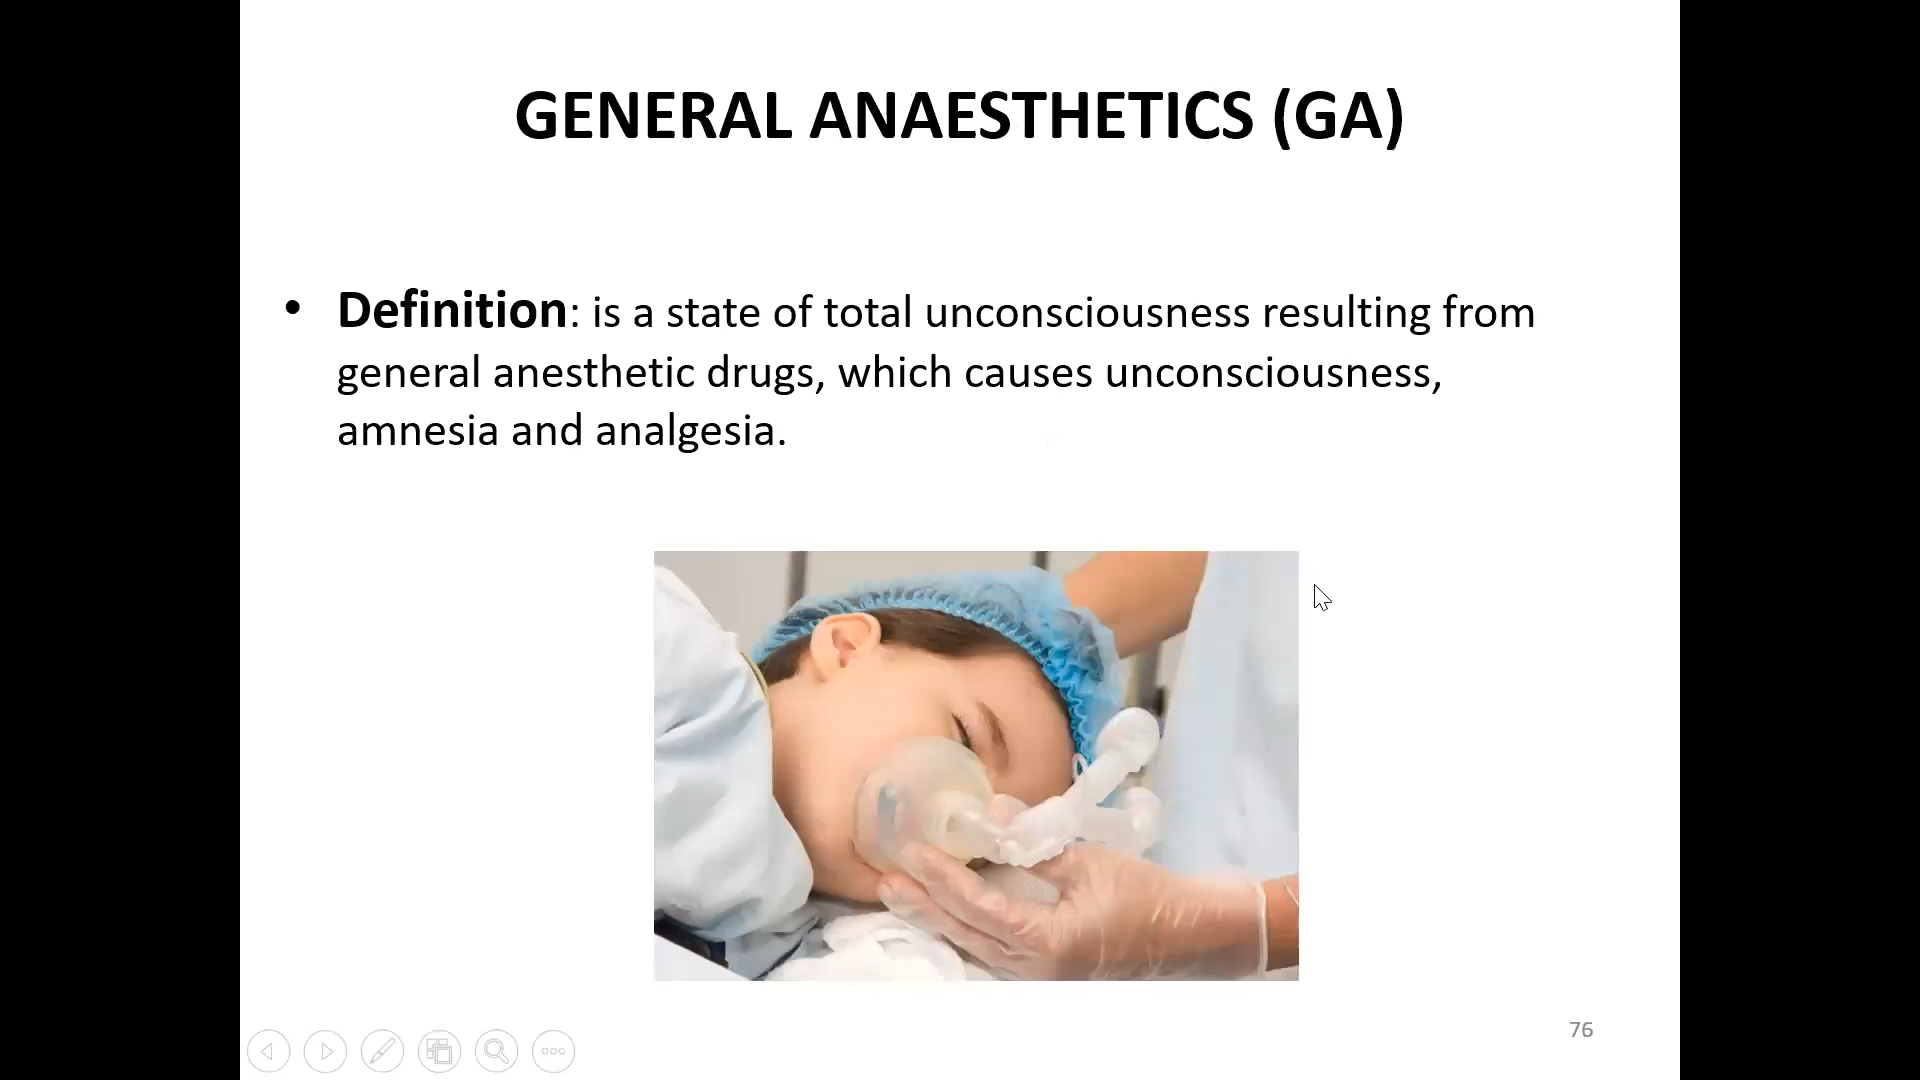 GENERAL ANAESTHETICS (GA)
• Definition: is a state of total unconsciousness resulting from
general anesthetic drugs, which causes unconsciousness,
amnesia and analgesia.
76